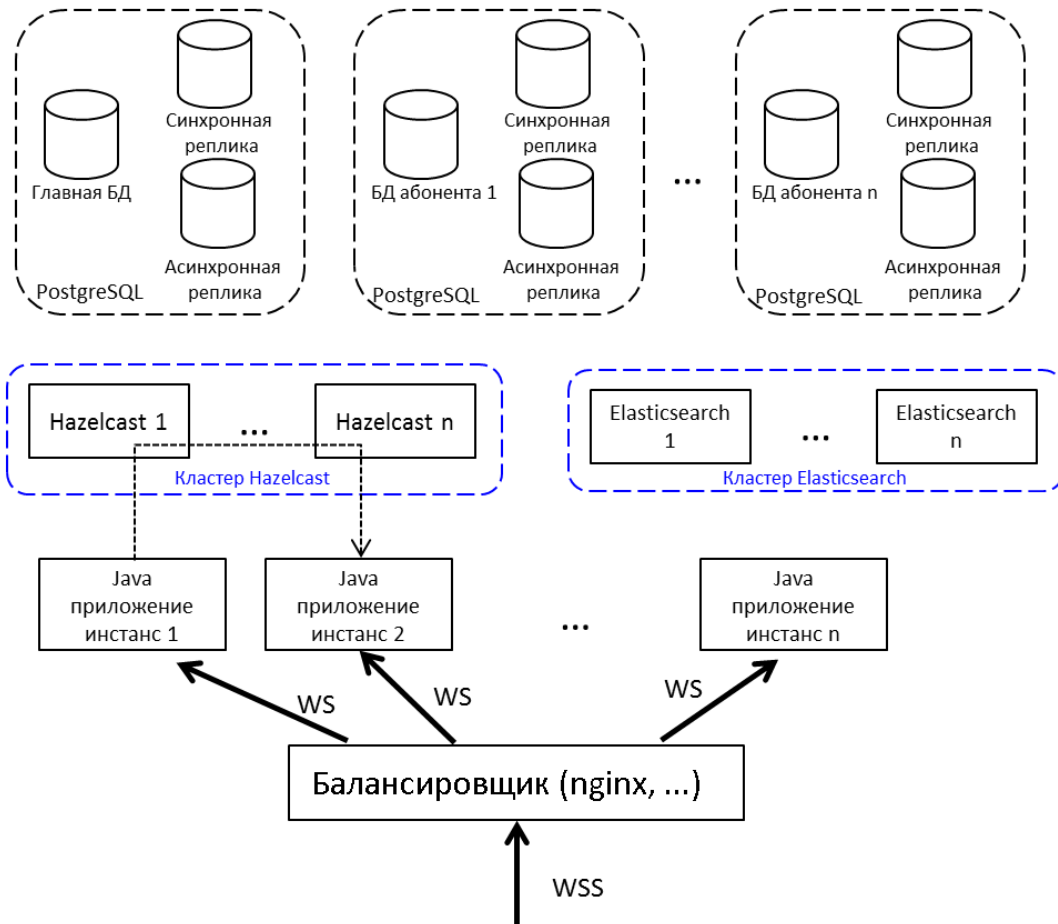 Синхронная
реплика
Главная БД
Асинхронная
реплика
PostgreSQL
Синхронная
реплика
БД абонента 1
Асинхронная
реплика
PostgreSQL
...
Синхронная
реплика
БД абонента n
Асинхронная
реплика
PostgreSQL
Hazelcast 1
...
Hazelcast n
Кластер Hazelcast
Elasticsearch
1
...
Elasticsearch
n
Кластер Elasticsearch
Java
приложение
инстанс 1
Java
приложение
инстанс 2
...
Java
приложение
инстанс n
WS
WS
WS
Балансировщик (nginx, ...)
WSS